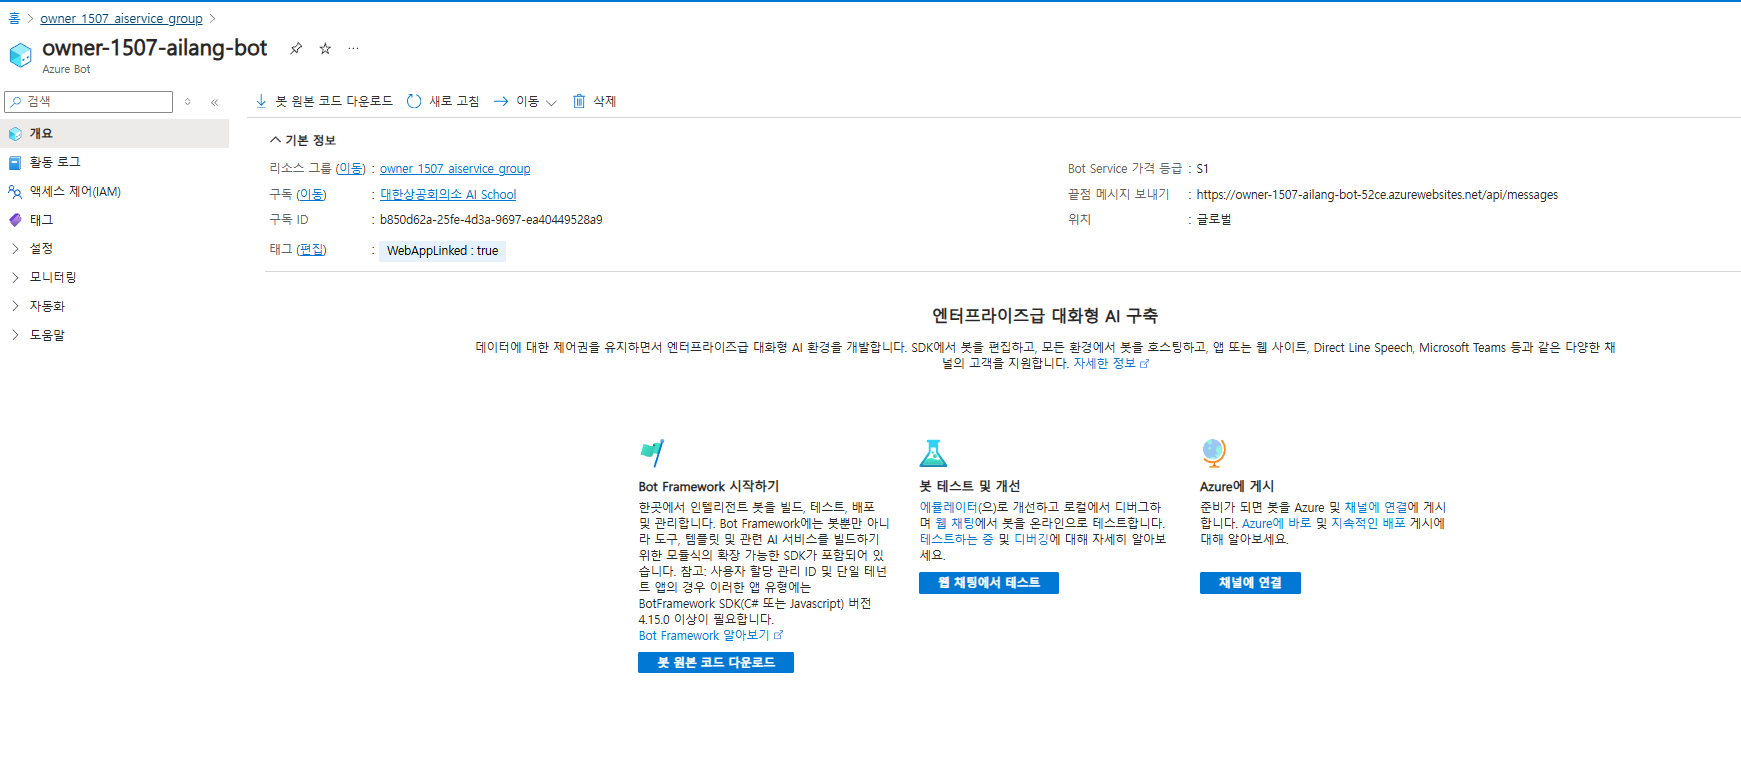 홈 > owner_1507_aiservice_group >
owner-1507-ailang-bot
Azure Bot
검색
개요
활동 로그
액세스 제어(IAM)
태그
설정
모니터링
자동화
도움말
봇 원본 코드 다운로드 새로 고침 이동 삭제
기본 정보
리소스 그룹 (이동) : owner_1507_aiservice_group
구독 (이동) : 대한상공회의소 AI School
구독 ID : b850d62a-25fe-4d3a-9697-ea40449528a9
태그 (편집) : WebAppLinked : true
Bot Service 가격 등급 : S1
끝점 메시지 보내기 : https://owner-1507-ailang-bot-52ce.azurewebsites.net/api/messages
위치 : 글로벌
엔터프라이즈급 대화형 AI 구축
데이터에 대한 제어권을 유지하면서 엔터프라이즈급 대화형 AI 환경을 개발합니다. SDK에서 봇을 편집하고, 모든 환경에서 봇을 호스팅하고, 앱 또는 웹 사이트, Direct Line Speech, Microsoft Teams 등과 같은 다양한 채
널의 고객을 지원합니다. 자세한 정보
Bot Framework 시작하기
한곳에서 인텔리전트 봇을 빌드, 테스트, 배포
및 관리합니다. Bot Framework에는 봇뿐만 아니
라 도구, 템플릿 및 관련 AI 서비스를 빌드하기
위한 모듈식의 확장 가능한 SDK가 포함되어 있
습니다. 참고: 사용자 할당 관리 ID 및 단일 테넌
트 앱의 경우 이러한 앱 유형에는
BotFramework SDK(C# 또는 Javascript) 버전
4.15.0 이상이 필요합니다.
Bot Framework 알아보기
봇 원본 코드 다운로드
봇 테스트 및 개선
에뮬레이터(으)로 개선하고 로컬에서 디버그하
며 웹 채팅에서 봇을 온라인으로 테스트합니다.
테스트하는 중 및 디버깅에 대해 자세히 알아보
세요.
웹 채팅에서 테스트
Azure에 게시
준비가 되면 봇을 Azure 및 채널에 연결에 게시
합니다. Azure에 바로 및 지속적인 배포 게시에
대해 알아보세요.
채널에 연결